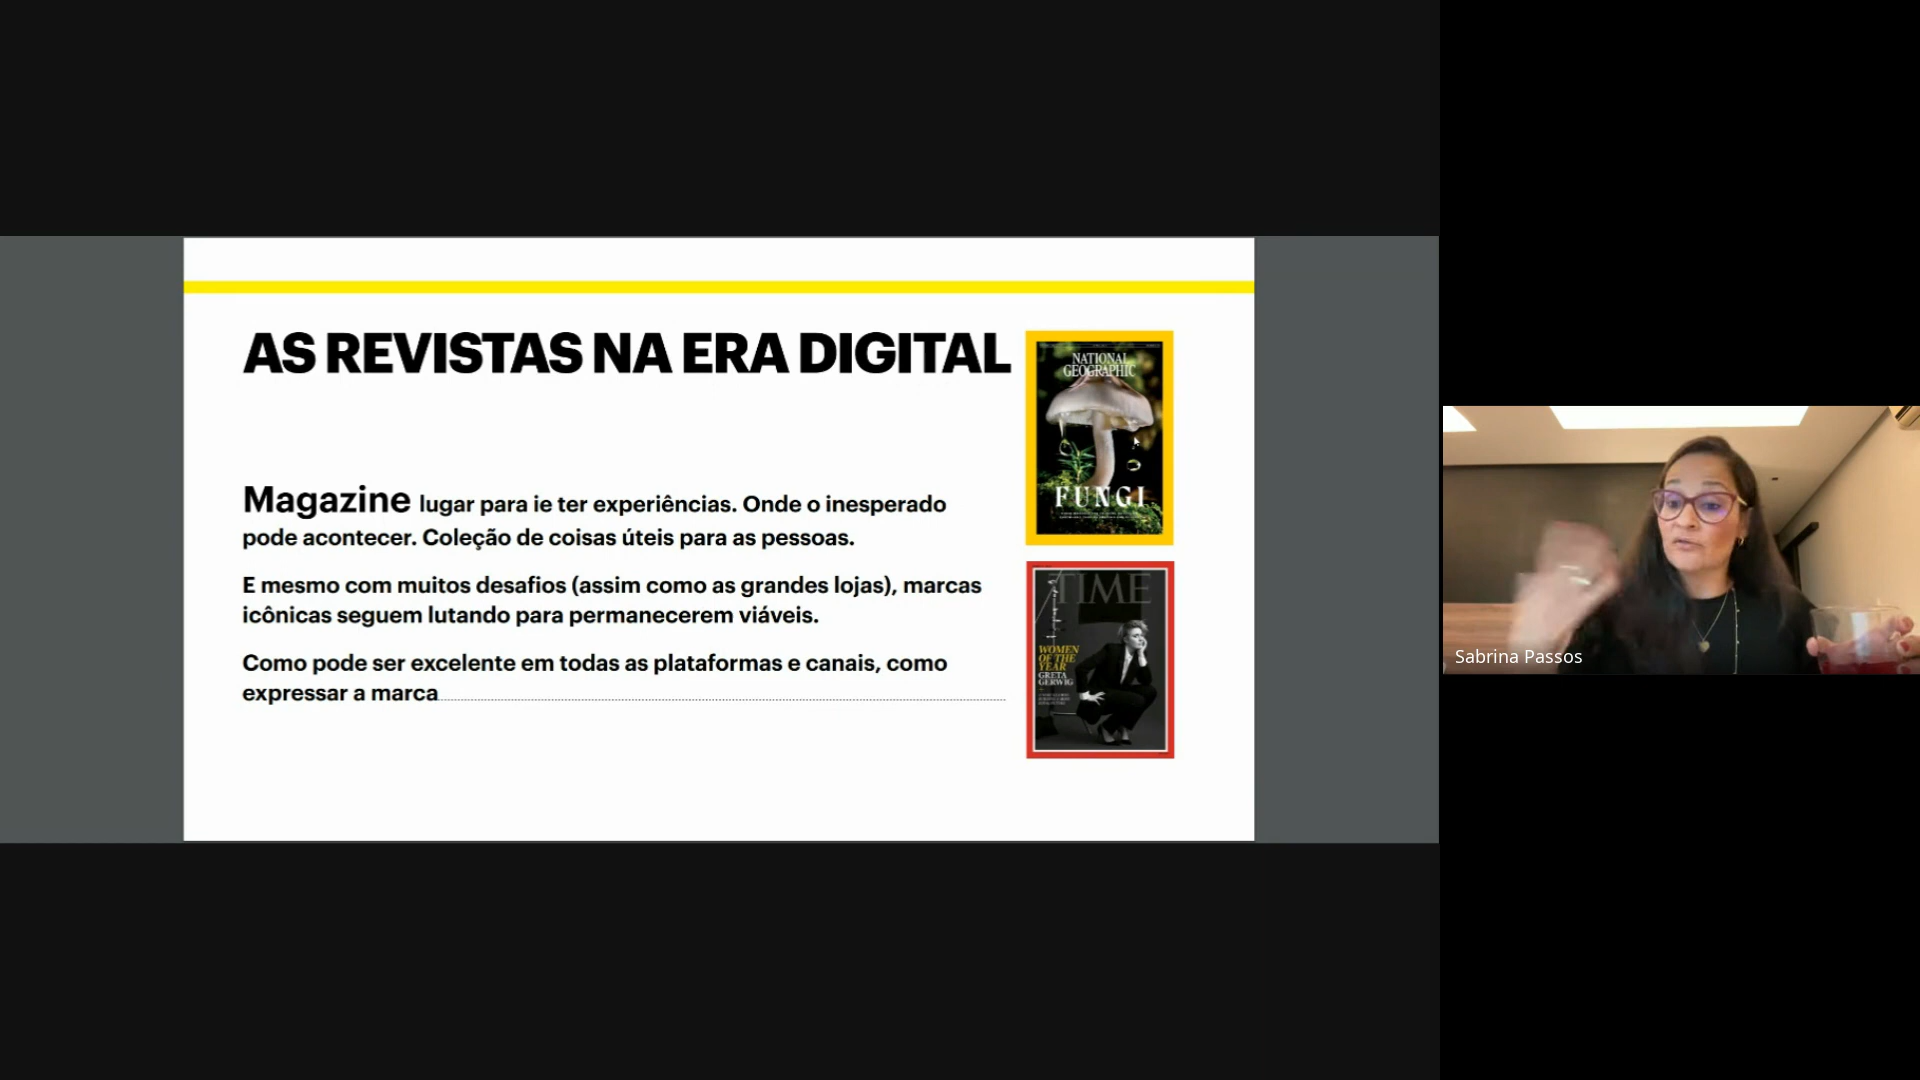 AS REVISTAS NA ERA DIGITAL
Magazine lugar para ie ter experiências. Onde o inesperado
pode acontecer. Coleção de coisas úteis para as pessoas.
E mesmo com muitos desafios (assim como as grandes lojas), marcas
icônicas seguem lutando para permanecerem viáveis.
Como pode ser excelente em todas as plataformas e canais, como
expressar a marca
NATIONAL
GEOGRAPHIC
FUNGI
TIME
WOMEN
OF THE
YEAR
GRETA
GERWIG
Sabrina Passos